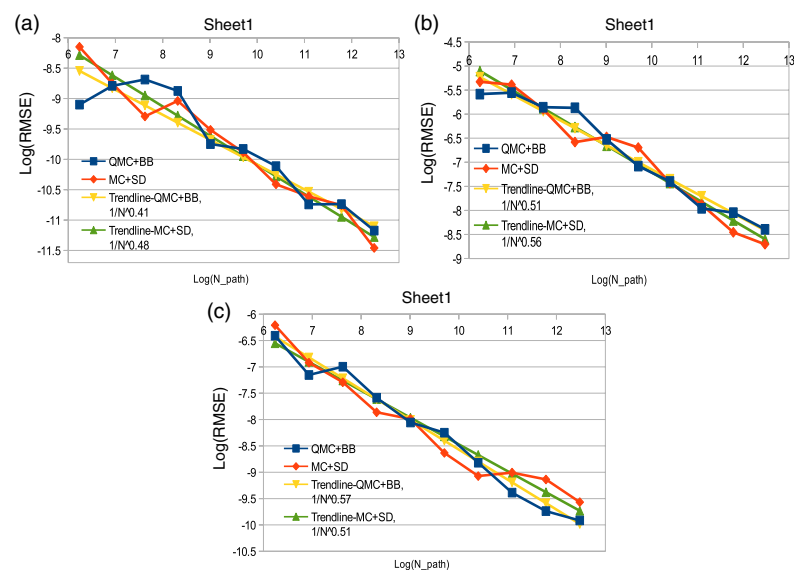 (a)
Sheet1
-8
6
7
8
9
10
11
12
13
-8.5
-9
-9.5
-10
-10.5
-11
-11.5
Log(RMSE)
QMC+BB
MC+SD
Trendline-QMC+BB,
1/N^0.41
Trendline-MC+SD,
1/N^0.48
Log(N_path)
(b)
Sheet1
-4.5
6
7
8
9
10
11
12
13
-5
-5.5
-6
-6.5
-7
-7.5
-8
-8.5
-9
Log(RMSE)
QMC+BB
MC+SD
Trendline-QMC+BB,
1/N^0.51
Trendline-MC+SD,
1/N^0.56
Log(N_path)
(c)
Sheet1
-6
6
7
8
9
10
11
12
13
-6.5
-7
-7.5
-8
-8.5
-9
-9.5
-10
-10.5
Log(RMSE)
QMC+BB
MC+SD
Trendline-QMC+BB,
1/N^0.57
Trendline-MC+SD,
1/N^0.51
Log(N_path)